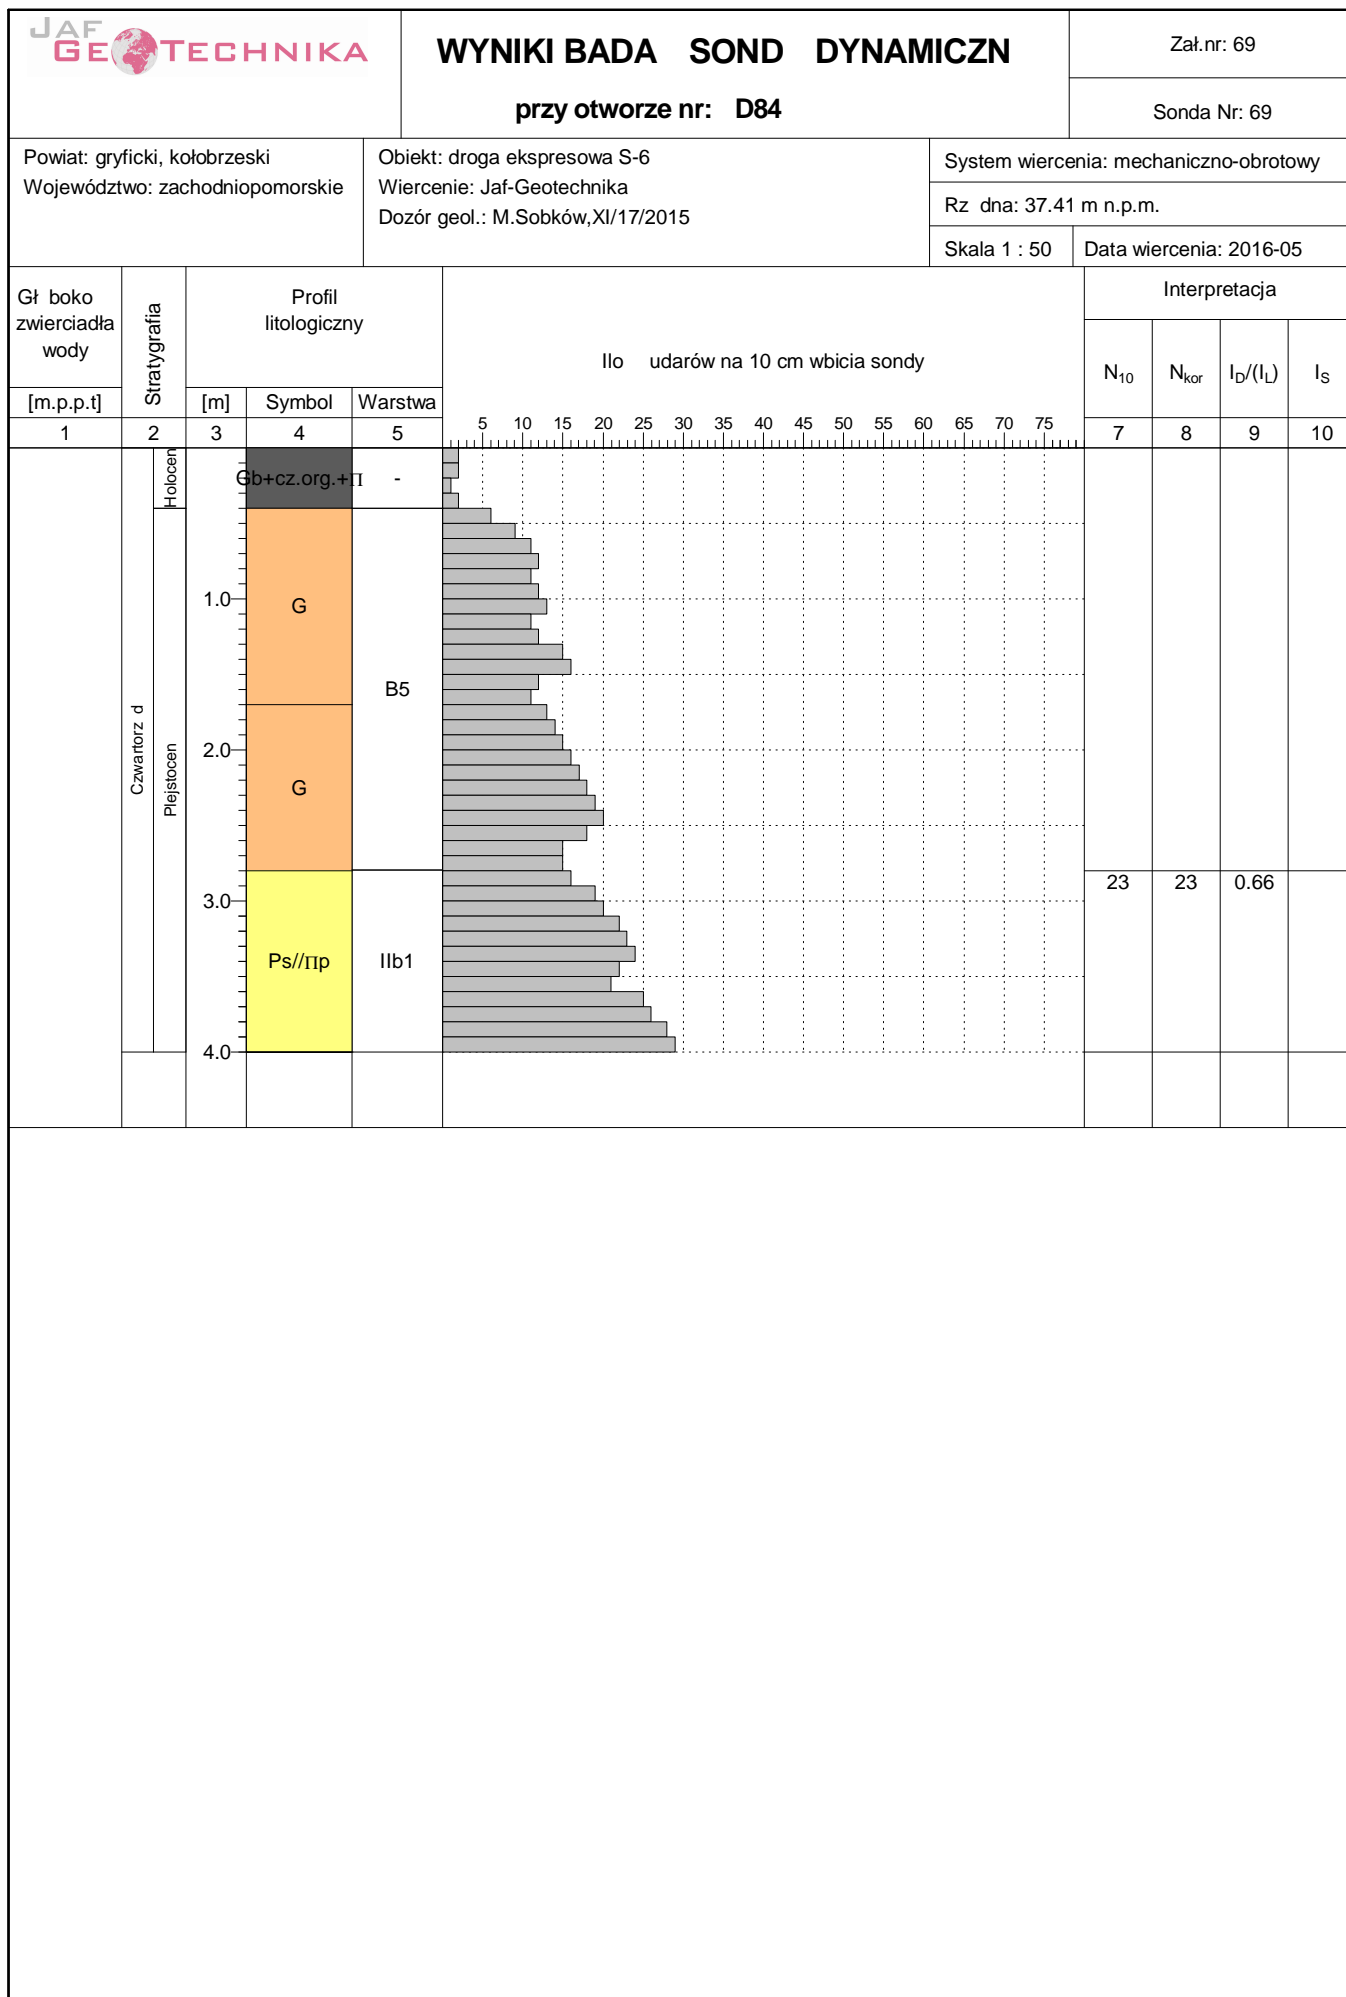 JAF
GEOTECHNIKA
WYNIKI BADA SOND DYNAMICZN
przy otworze nr: D84
Zał.nr: 69
Sonda Nr: 69
Powiat: gryficki, kołobrzeski
Województwo: zachodniopomorskie
Obiekt: droga ekspresowa S-6
Wiercenie: Jaf-Geotechnika
Dozór geol.: M.Sobków,XI/17/2015
System wiercenia: mechaniczno-obrotowy
Rz dna: 37.41 m n.p.m.
Skala 1 : 50
Data wiercenia: 2016-05
Gł boko
zwierciadła
wody
[m.p.p.t]
Stratygrafia
Profil
litologiczny
[m] Symbol Warstwa
Ilo udarów na 10 cm wbicia sondy
Interpretacja
N10 Nkor ID/(IL) IS
1 2 3 4 5
5 10 15 20 25 30 35 40 45 50 55 60 65 70 75
7 8 9 10
Czwartorz d
Holocen
Plejstocen
Gb+cz.org.+Π -
1.0
G
B5
2.0
G
23 23 0.66
3.0
Ps//Πp IIb1
4.0